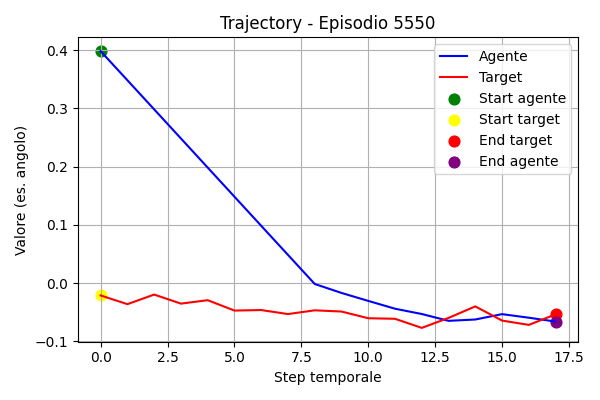 Trajectory - Episodio 5550
Valore (es. angolo)
0.4
0.3
0.2
0.1
0.0
−0.1
Agente
Target
Start agente
Start target
End target
End agente
0.0 2.5 5.0 7.5 10.0 12.5 15.0 17.5
Step temporale